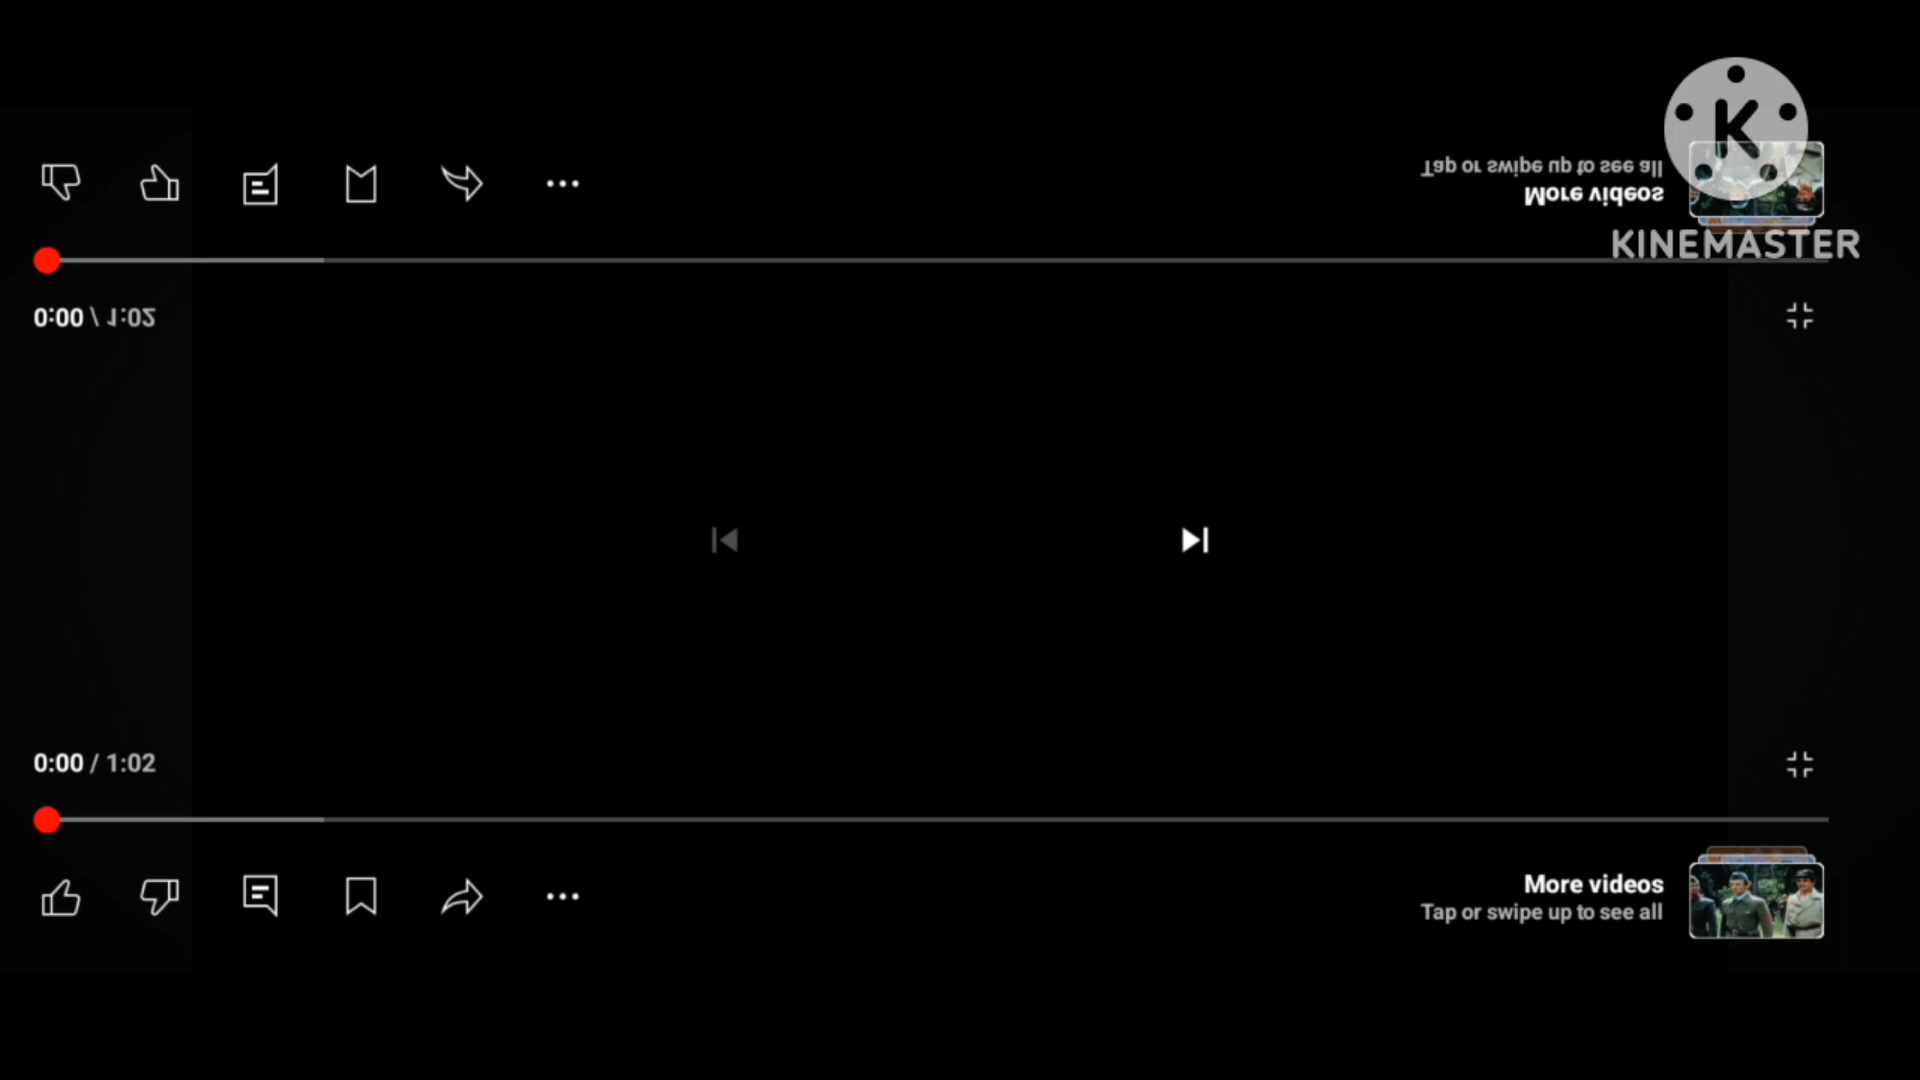 K
Tap or swipe up to see all
More videos
KINEMASTER
0:00 / 1:02
0:00 / 1:02
More videos
Tap or swipe up to see all